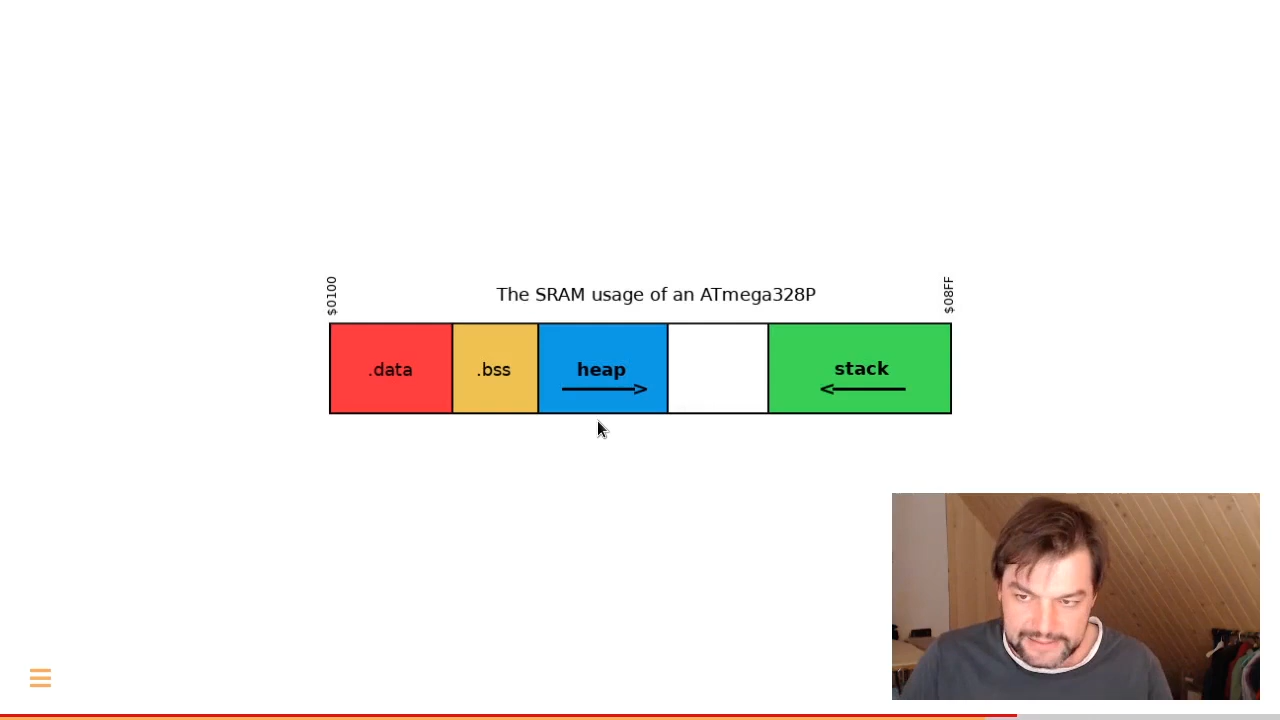 $0100
The SRAM usage of an ATmega328P
$08FF
.data
.bss
heap
stack